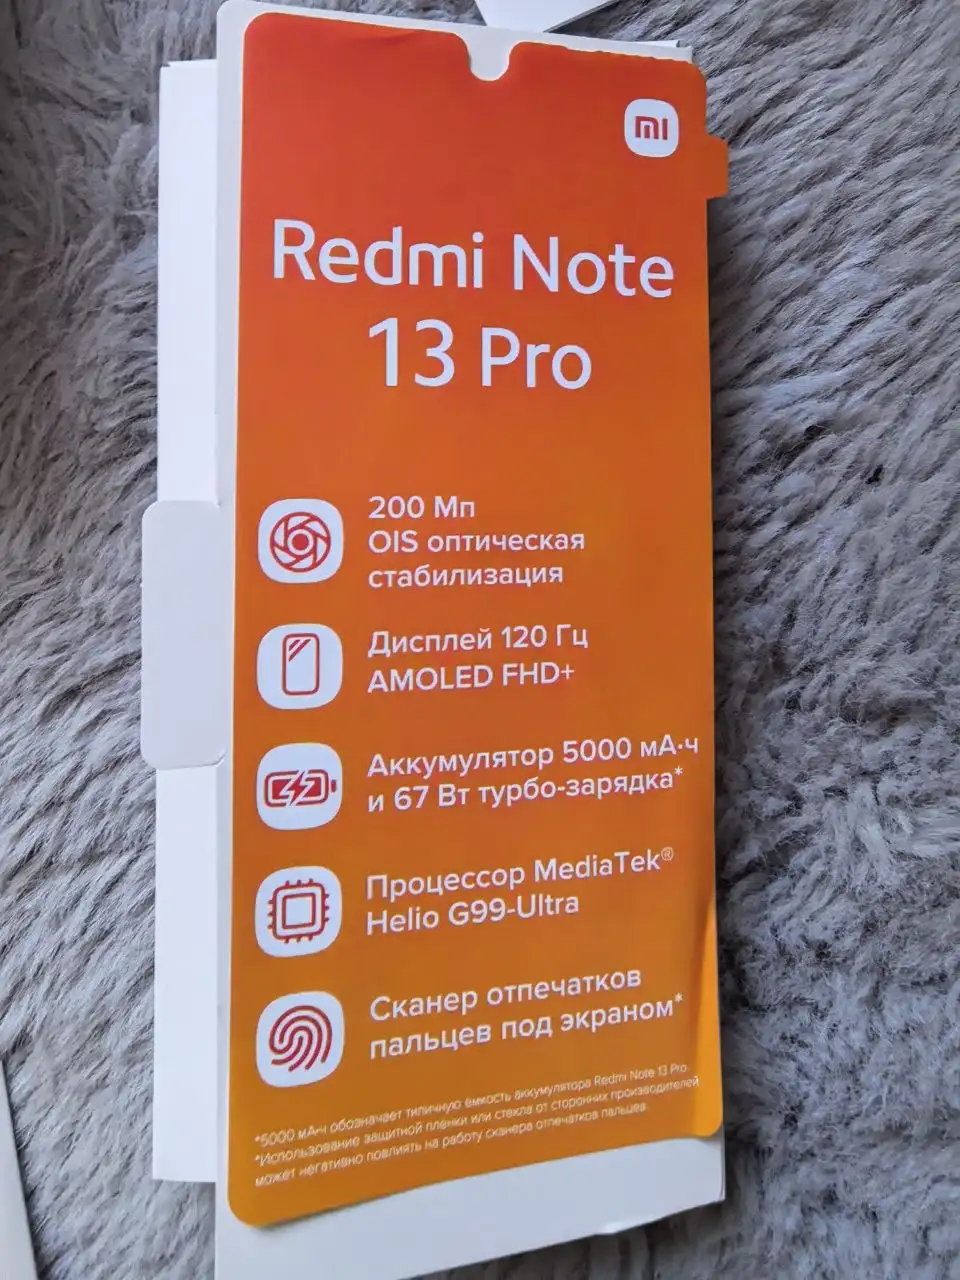 mi
Redmi Note
13 Pro
200 Мп
OIS оптическая
стабилизация
Дисплей 120 Гц
AMOLED FHD+
Аккумулятор 5000 мА·ч
и 67 Вт турбо-зарядка*
Процессор MediaTek®
Helio G99-Ultra
Сканер отпечатков
пальцев под экраном*
*5000 мА·ч обозначает типичную ёмкость аккумулятора Redmi Note 13 Pro.
*Использование защитной пленки или стекла от сторонних производителей
может негативно повлиять на работу сканера отпечатков пальцев.